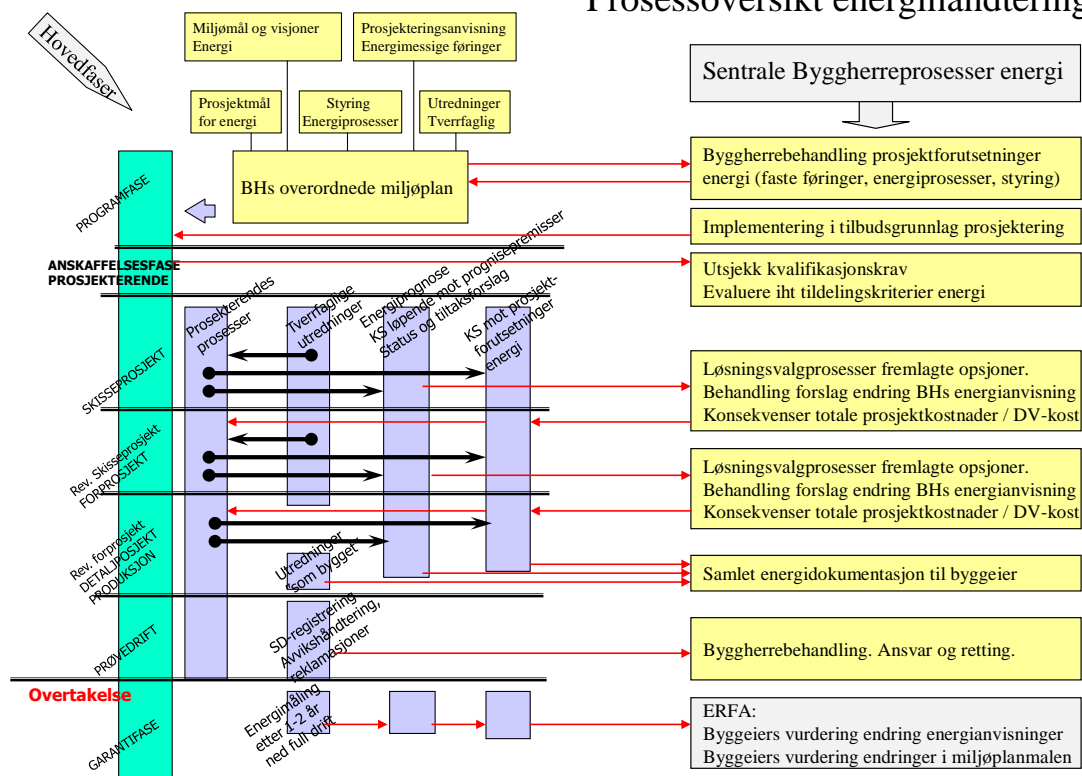 Prosessoversikt energihåndtering
Hovedfaser
Miljømål og visjoner
Energi
Prosjekteringsanvisning
Energimessige føringer
Prosjektmål
for energi
Styring
Energiprosesser
Utredninger
Tverrfaglig
BHs overordnede miljøplan
Sentrale Byggherreprosesser energi
Byggherrebehandling prosjektforutsetninger
energi (faste føringer, energiprosesser, styring)
Implementering i tilbudsgrunnlag prosjektering
Utsjekk kvalifikasjonskrav
Evaluere iht tildelingskriterier energi
PROGRAMFASE
ANSKAFFELSESFASE
PROSJEKTERENDE
Prosekterendes
prosesser
Tverrfaglige
utredninger
Energiprognose
KS løpende mot prognisepremisser
Status og tiltaksforslag
KS mot prosjekt-
forutsetninger
energi
SKISSEPROSJEKT
Løsningsvalgprosesser fremlagte opsjoner.
Behandling forslag endring BHs energianvisning
Konsekvenser totale prosjektkostnader / DV-kost
Rev. Skisseprosjekt
FORPROSJEKT
Løsningsvalgprosesser fremlagte opsjoner.
Behandling forslag endring BHs energianvisning
Konsekvenser totale prosjektkostnader / DV-kost
Rev. forprosjekt
DETALJPOSJEKT
PRODUKSJON
Utredninger
"som bygget"
Samlet energidokumentasjon til byggeier
PRØVEDRIFT
SD-registrering
Avvikshåndtering,
reklamasjoner
Byggherrebehandling. Ansvar og retting.
Overtakelse
GARANTIFASE
Energimåling
etter 1-2 år
ned full drift
ERFA:
Byggeiers vurdering endring energianvisninger
Byggeiers vurdering endringer i miljøplanmalen